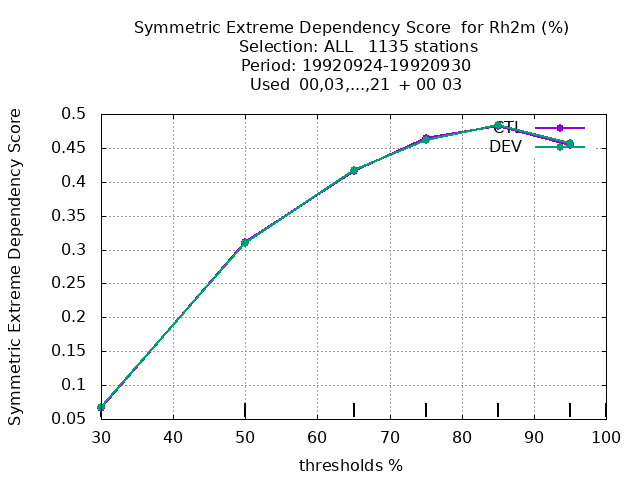 Symmetric Extreme Dependency Score  for Rh2m (%)
Selection: ALL   1135 stations
Period: 19920924-19920930
Used  00,03,...,21  + 00 03
Symmetric Extreme Dependency Score
0.5
0.45
0.4
0.35
0.3
0.25
0.2
0.15
0.1
0.05
CTL
DEV
30 40 50 60 70 80 90 100
thresholds %